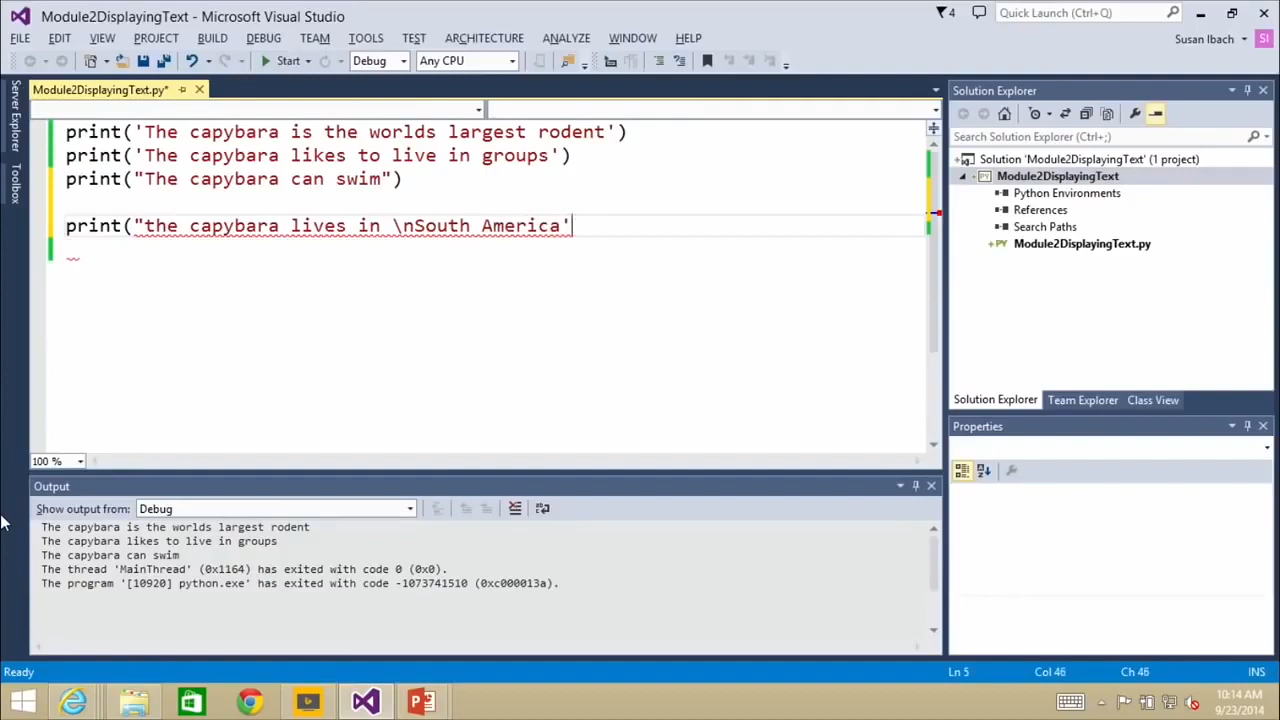 Module2DisplayingText - Microsoft Visual Studio
4
Quick Launch (Ctrl+Q)
FILE EDIT VIEW PROJECT BUILD DEBUG TEAM TOOLS TEST ARCHITECTURE ANALYZE WINDOW HELP
Susan Ibach
SI
Start
Debug
Any CPU
Server Explorer
Toolbox
Module2DisplayingText.py*
print('The capybara is the worlds largest rodent')
print('The capybara likes to live in groups')
print("The capybara can swim")
print("the capybara lives in \nSouth America'
100 %
Solution Explorer
Search Solution Explorer (Ctrl+;)
Solution 'Module2DisplayingText' (1 project)
PY Module2DisplayingText
Python Environments
References
Search Paths
Module2DisplayingText.py
Solution Explorer Team Explorer Class View
Properties
Output
Show output from: Debug
The capybara is the worlds largest rodent
The capybara likes to live in groups
The capybara can swim
The thread 'MainThread' (0x1164) has exited with code 0 (0x0).
The program '[10920] python.exe' has exited with code -1073741510 (0xc000013a).
Ready
Ln 5
Col 46
Ch 46
INS
10:14 AM
9/23/2014